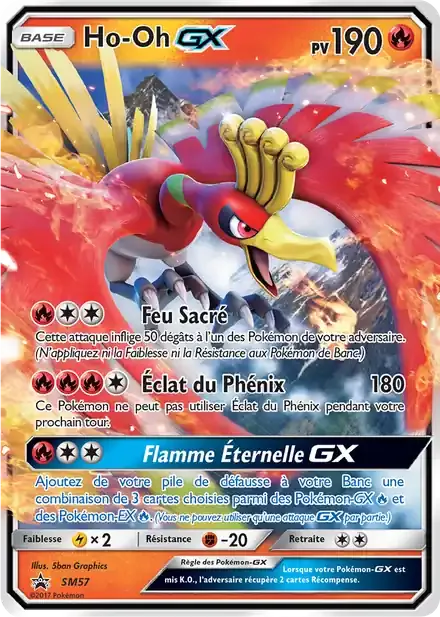 BASE Ho-Oh GX PV 190
Feu Sacré
Cette attaque inflige 50 dégâts à l'un des Pokémon de votre adversaire.
(N'appliquez ni la Faiblesse ni la Résistance aux Pokémon de Banc.)
Éclat du Phénix 180
Ce Pokémon ne peut pas utiliser Éclat du Phénix pendant votre
prochain tour.
Flamme Éternelle GX
Ajoutez de votre pile de défausse à votre Banc une
combinaison de 3 cartes choisies parmi des Pokémon-GX et
des Pokémon-EX. (Vous ne pouvez utiliser qu'une attaque GX par partie.)
Faiblesse ×2 Résistance -20 Retraite
Illus. 5ban Graphics
SM57
©2017 Pokémon
Règle des Pokémon-GX
Lorsque votre Pokémon-GX est
mis K.O., l'adversaire récupère 2 cartes Récompense.